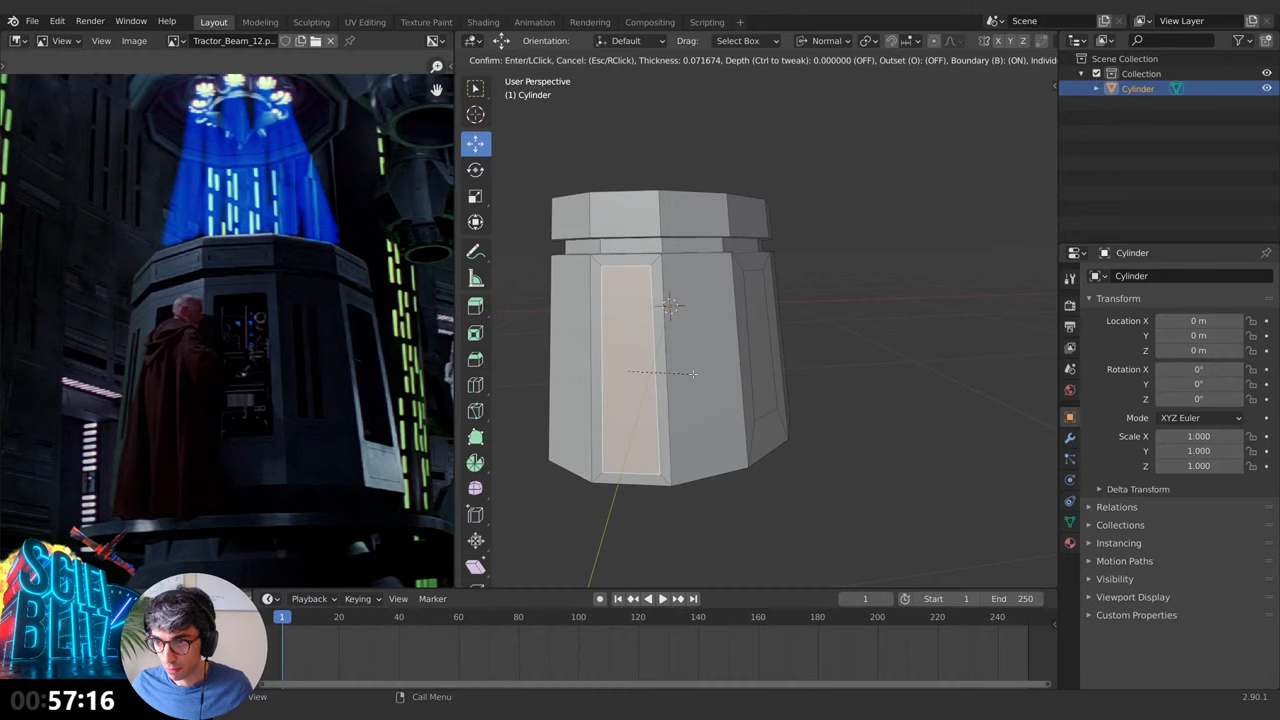 File Edit Render Window Help Layout Modeling Sculpting UV Editing Texture Paint Shading Animation Rendering Compositing Scripting + Scene View Layer
View View Image Tractor_Beam_12.p... Orientation: Default Drag: Select Box Normal X Y Z
Confirm: Enter/LClick, Cancel: (Esc/RClick), Thickness: 0.071674, Depth (Ctrl to tweak): 0.000000 (OFF), Outset (O): (OFF), Boundary (B): (ON), Individ
User Perspective
(1) Cylinder
Scene Collection
Collection
Cylinder
Cylinder
Cylinder
Transform
Location X 0 m
Y 0 m
Z 0 m
Rotation X 0°
Y 0°
Z 0°
Mode XYZ Euler
Scale X 1.000
Y 1.000
Z 1.000
Delta Transform
Relations
Collections
Instancing
Motion Paths
Visibility
Viewport Display
Custom Properties
Playback Keying View Marker 1 Start 1 End 250
1 20 40 60 80 100 120 140 160 180 200 220 240
SCIFI
BLITZ
00:57:16
View Call Menu 2.90.1